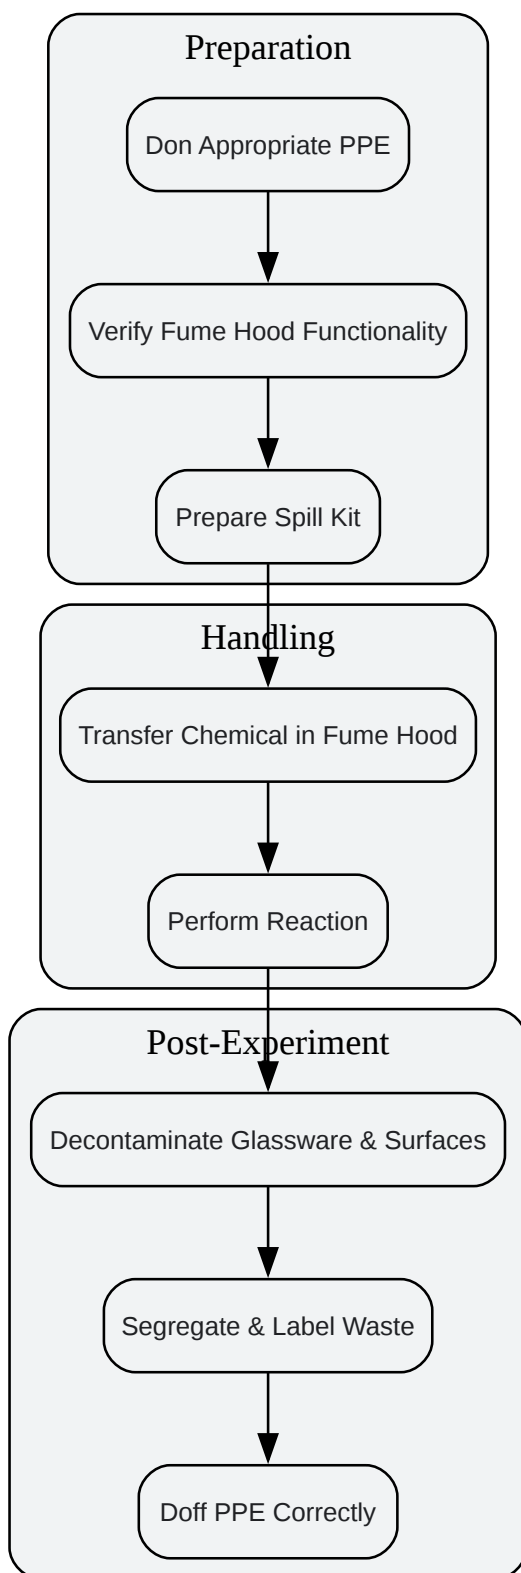 Preparation
Don Appropriate PPE
Verify Fume Hood Functionality
Prepare Spill Kit
Handling
Transfer Chemical in Fume Hood
Perform Reaction
Post-Experiment
Decontaminate Glassware & Surfaces
Segregate & Label Waste
Doff PPE Correctly